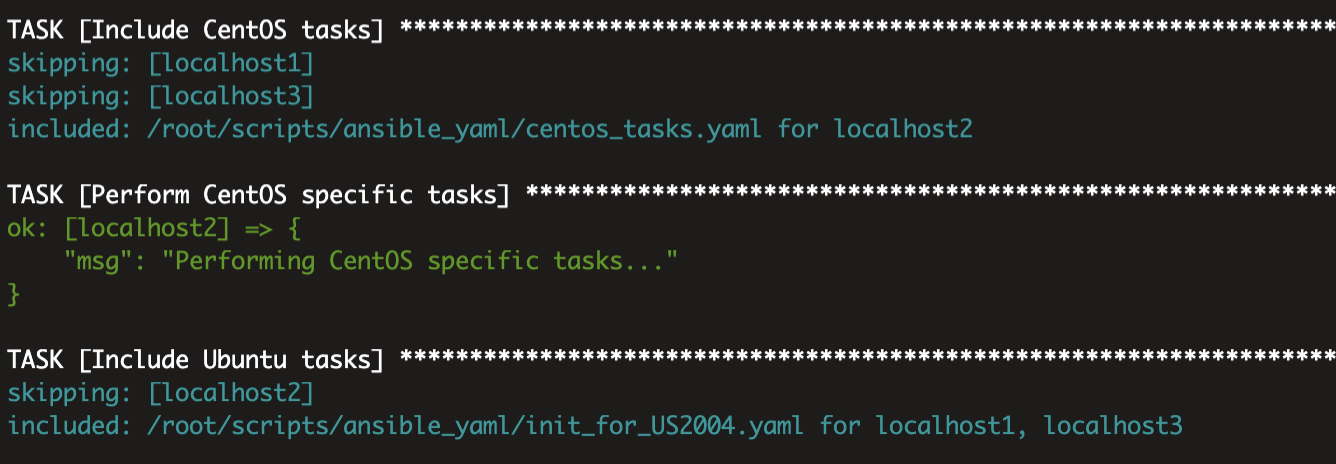 TASK [Include CentOS tasks] *******************************************************************
skipping: [localhost1]
skipping: [localhost3]
included: /root/scripts/ansible_yaml/centos_tasks.yaml for localhost2
TASK [Perform CentOS specific tasks] **********************************************************
ok: [localhost2] => {
    "msg": "Performing CentOS specific tasks..."
}
TASK [Include Ubuntu tasks] *******************************************************************
skipping: [localhost2]
included: /root/scripts/ansible_yaml/init_for_US2004.yaml for localhost1, localhost3